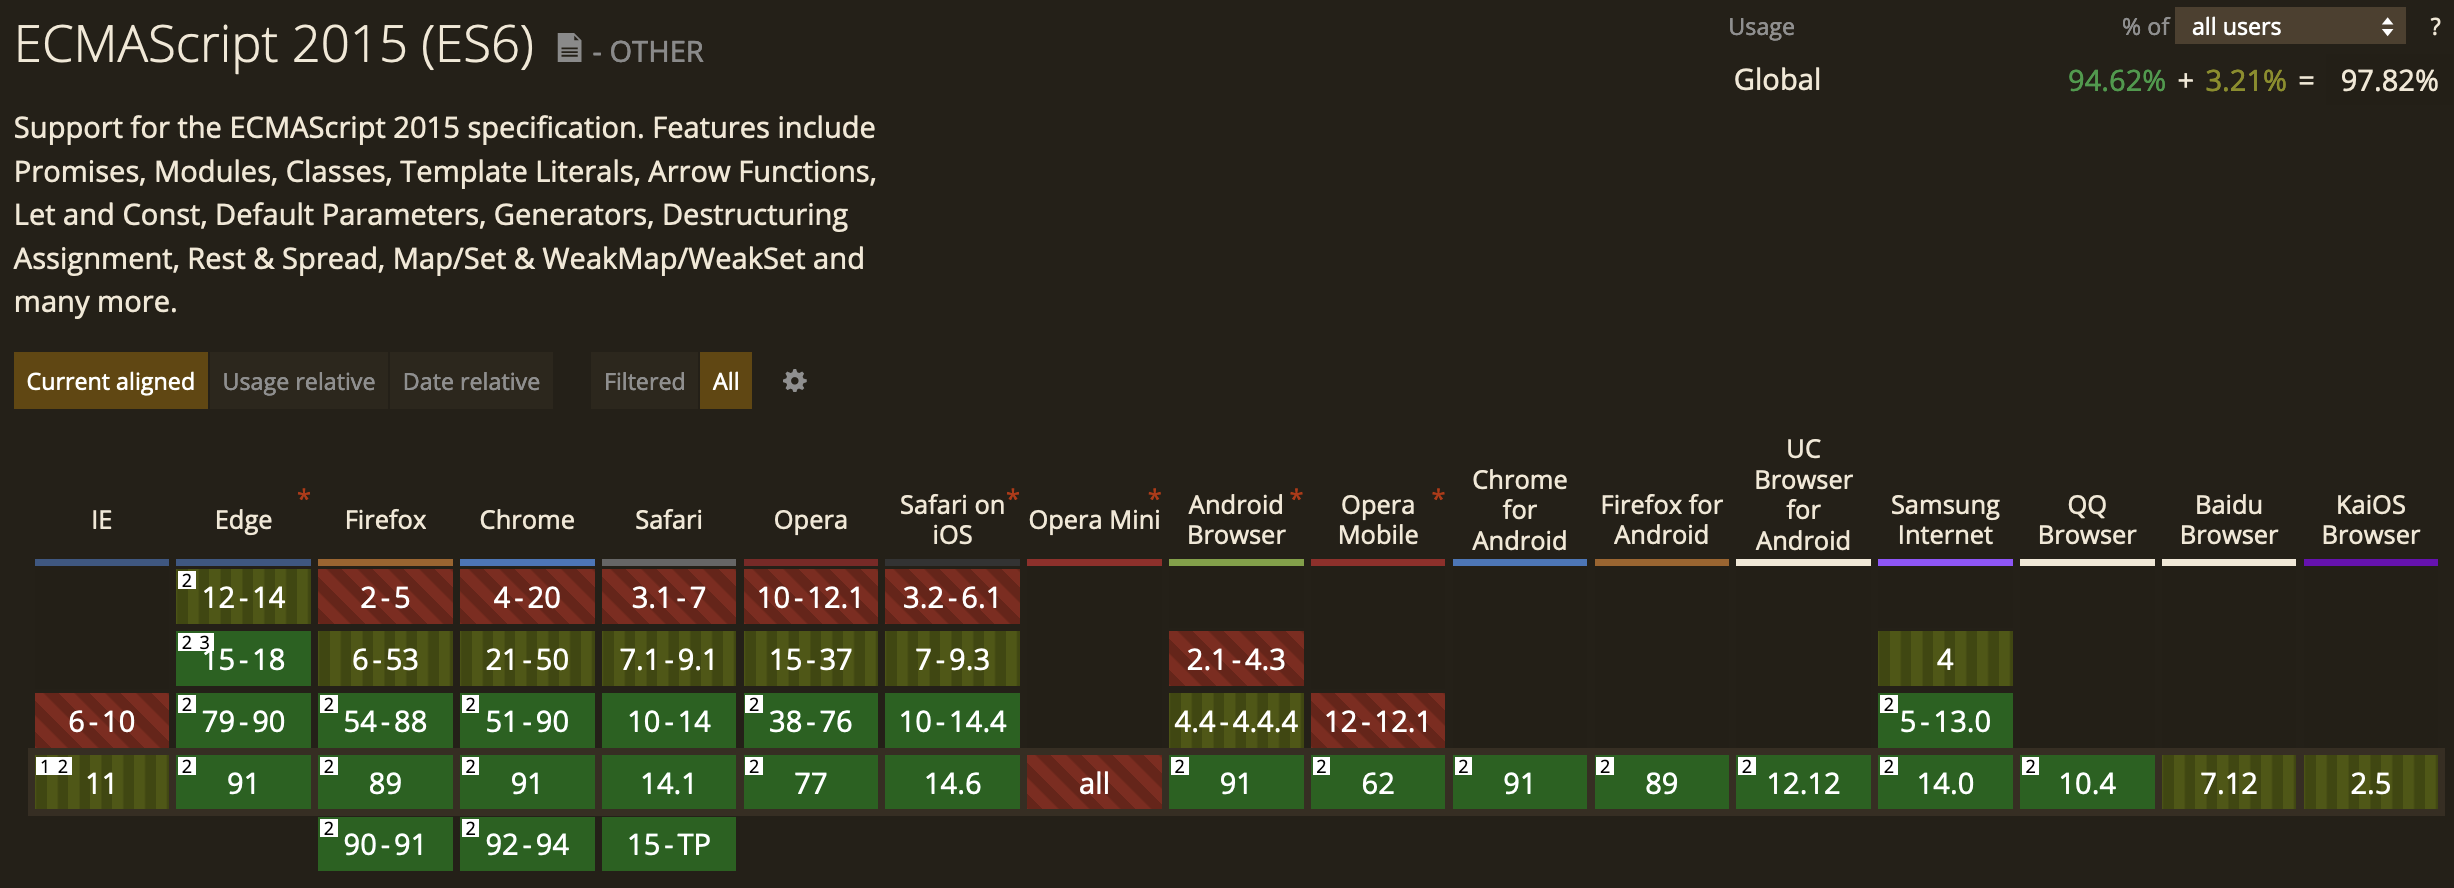 ECMAScript 2015 (ES6) - OTHER
Usage % of all users ?
Global 94.62% + 3.21% = 97.82%
Support for the ECMAScript 2015 specification. Features include
Promises, Modules, Classes, Template Literals, Arrow Functions,
Let and Const, Default Parameters, Generators, Destructuring
Assignment, Rest & Spread, Map/Set & WeakMap/WeakSet and
many more.
Current aligned Usage relative Date relative Filtered All
IE
Edge *
Firefox
Chrome
Safari
Opera
Safari on *
iOS
Opera Mini *
Android *
Browser
Opera *
Mobile
Chrome
for
Android
Firefox for
Android
UC
Browser
for
Android
Samsung
Internet
QQ
Browser
Baidu
Browser
KaiOS
Browser
2 12-14 2-5 4-20 3.1-7 10-12.1 3.2-6.1
2 3 15-18 6-53 21-50 7.1-9.1 15-37 7-9.3 2.1-4.3 4
6-10 2 79-90 2 54-88 2 51-90 10-14 2 38-76 10-14.4 4.4-4.4.4 12-12.1 2 5-13.0
1 2 11 2 91 2 89 2 91 14.1 2 77 14.6 all 2 91 2 62 2 91 2 89 2 12.12 2 14.0 2 10.4 7.12 2.5
2 90-91 2 92-94 15-TP